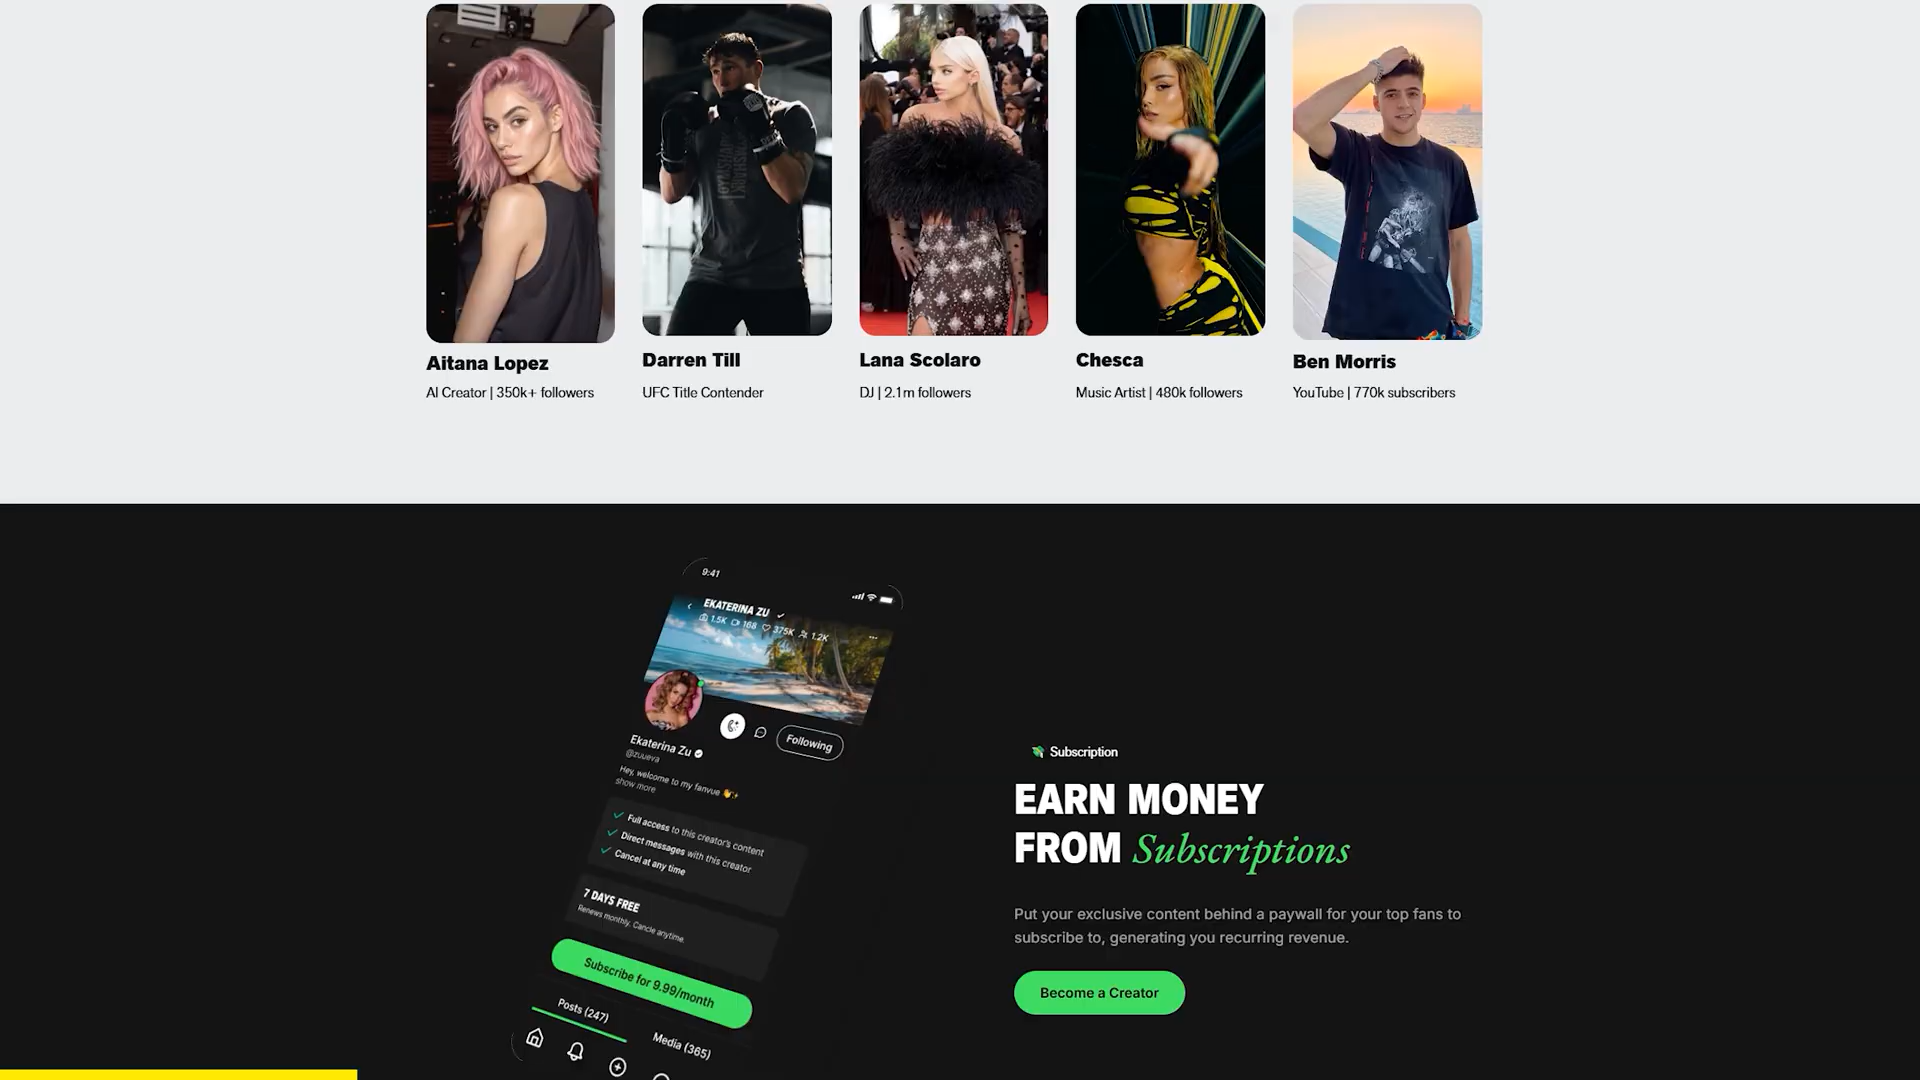 Aitana Lopez
AI Creator | 350k+ followers
Darren Till
UFC Title Contender
Lana Scolaro
DJ | 2.1m followers
Chesca
Music Artist | 480k followers
Ben Morris
YouTube | 770k subscribers
9:41
EKATERINA ZU
1.5K 168 375K 1.2K
Following
Ekaterina Zu
@zuueva
Hey, welcome to my fanvue 👋✨
show more
Full access to this creator's content
Direct messages with this creator
Cancel at any time
7 DAYS FREE
Renews monthly. Cancle anytime.
Subscribe for 9.99/month
Posts (247)
Media (365)
Subscription
EARN MONEY
FROM Subscriptions
Put your exclusive content behind a paywall for your top fans to
subscribe to, generating you recurring revenue.
Become a Creator